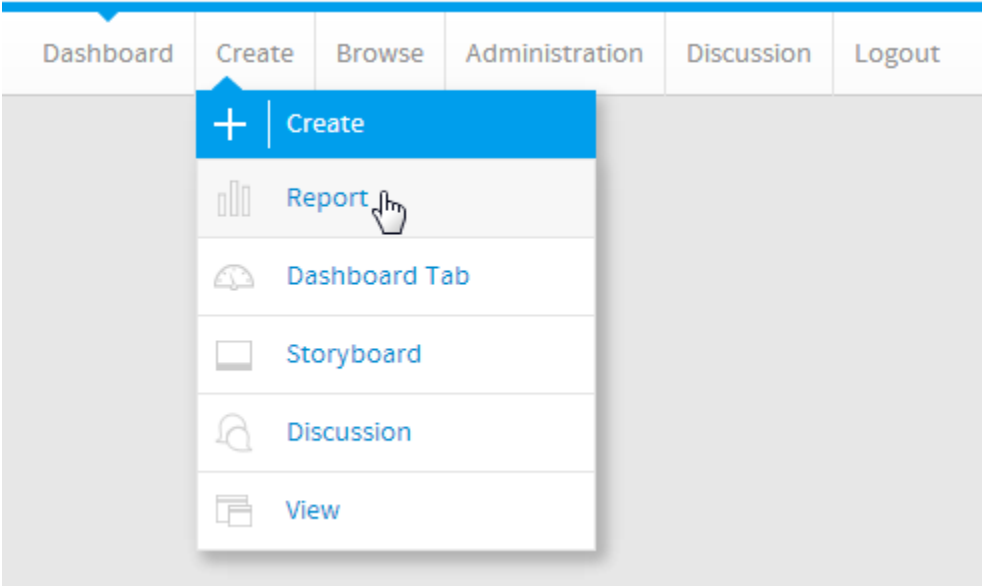 Dashboard Create Browse Administration Discussion Logout
Create
Report
Dashboard Tab
Storyboard
Discussion
View